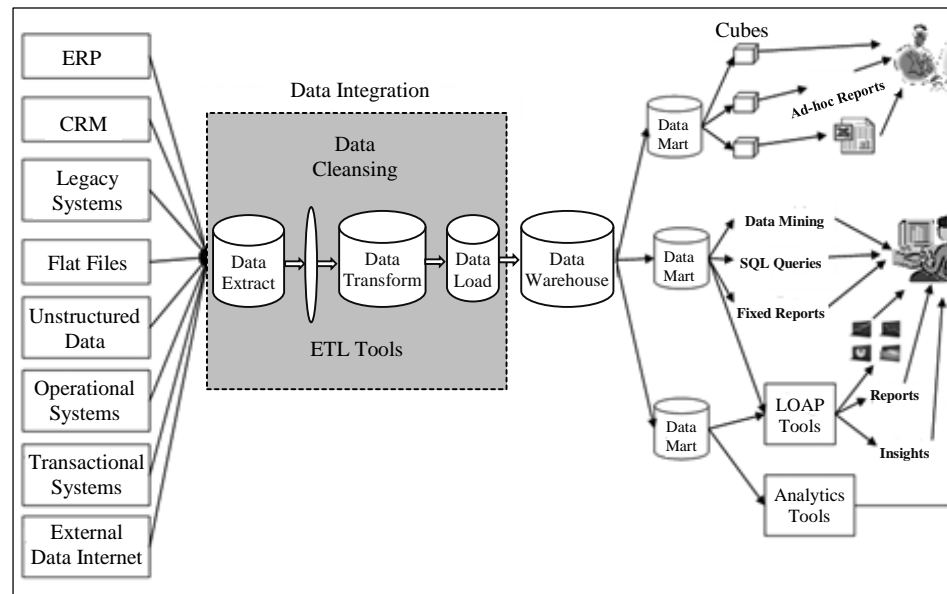 ERP
CRM
Legacy
Systems
Flat Files
Unstructured
Data
Operational
Systems
Transactional
Systems
External
Data Internet
Data Integration
Data
Cleansing
Data
Extract
Data
Transform
Data
Load
ETL Tools
Data
Warehouse
Cubes
Data
Mart
Ad-hoc Reports
Data
Mart
Data Mining
SQL Queries
Fixed Reports
Data
Mart
LOAP
Tools
Reports
Insights
Analytics
Tools